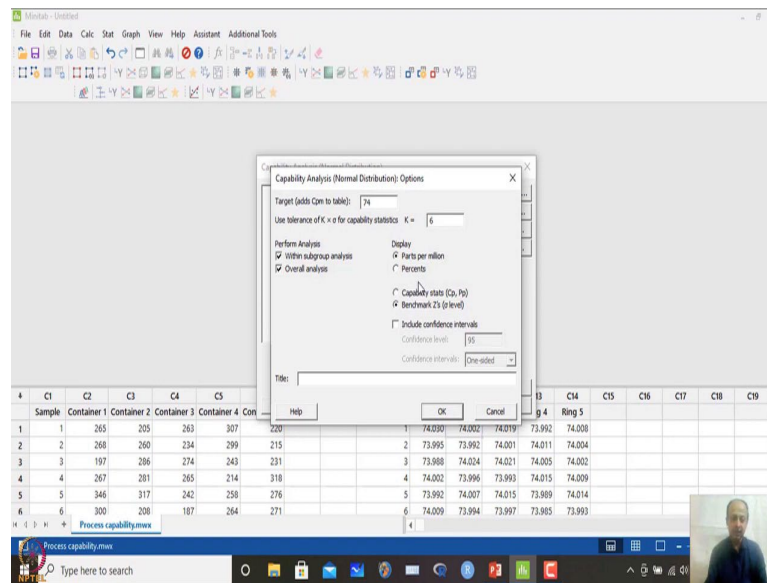 Minitab - Untitled
File Edit Data Calc Stat Graph View Help Assistant Additional Tools
Capability Analysis (Normal Distribution): Options
Target (adds Cpm to table): 74
Use tolerance of K × σ for capability statistics K = 6
Perform Analysis
Within subgroup analysis
Overall analysis
Display
Parts per million
Percents
Capability stats (Cp, Pp)
Benchmark Z's (σ level)
Include confidence intervals
Confidence level: 95
Confidence intervals: One-sided
Title:
Help OK Cancel
C1 C2 C3 C4 C5 13 C14 C15 C16 C17 C18 C19
Sample Container 1 Container 2 Container 3 Container 4 Con g 4 Ring 5
1 1 265 205 263 307 220 1 74.030 74.002 74.019 73.992 74.008
2 2 268 260 234 299 215 2 73.995 73.992 74.001 74.011 74.004
3 3 197 286 274 243 231 3 73.988 74.024 74.021 74.005 74.002
4 4 267 281 265 214 318 4 74.002 73.996 73.993 74.015 74.009
5 5 346 317 242 258 276 5 73.992 74.007 74.015 73.989 74.014
6 6 300 208 187 264 271 6 74.009 73.994 73.997 73.985 73.993
Process capability.mwx
Process capability.mwx
Type here to search
NPTEL